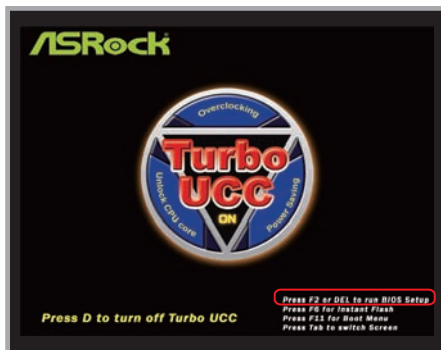 ASRock
Overclocking
Turbo
UCC
ON
Unlock CPU core
Power Saving
Press F2 or DEL to run BIOS Setup
Press F6 for Instant Flash
Press F11 for Boot Menu
Press Tab to switch Screen
Press D to turn off Turbo UCC